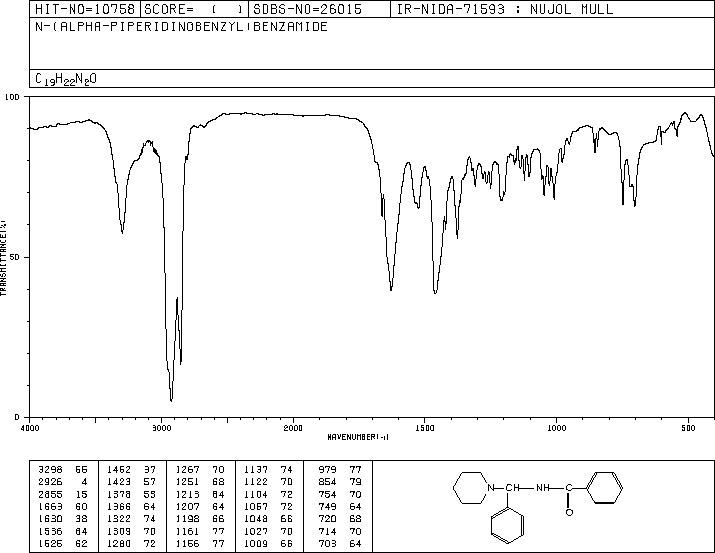 HIT-NO=10758 SCORE= ( ) SDBS-NO=26015 IR-NIDA-71593 : NUJOL MULL
N-(ALPHA-PIPERIDINOBENZYL)BENZAMIDE
C19H22N2O
100
50
0
TRANSMITTANCE(%)
4000 3000 2000 1500 1000 500
WAVENUMBER(-1)
3298 55 1462 37 1267 70 1137 74 979 77
2926 4 1423 57 1251 68 1122 70 854 79
2855 15 1378 55 1213 64 1104 72 754 70
1663 60 1366 64 1207 64 1057 72 749 64
1630 38 1322 74 1198 66 1048 66 720 68
1536 64 1309 70 1161 77 1027 70 714 70
1526 62 1280 72 1156 77 1009 66 703 64
N CH NH C
O